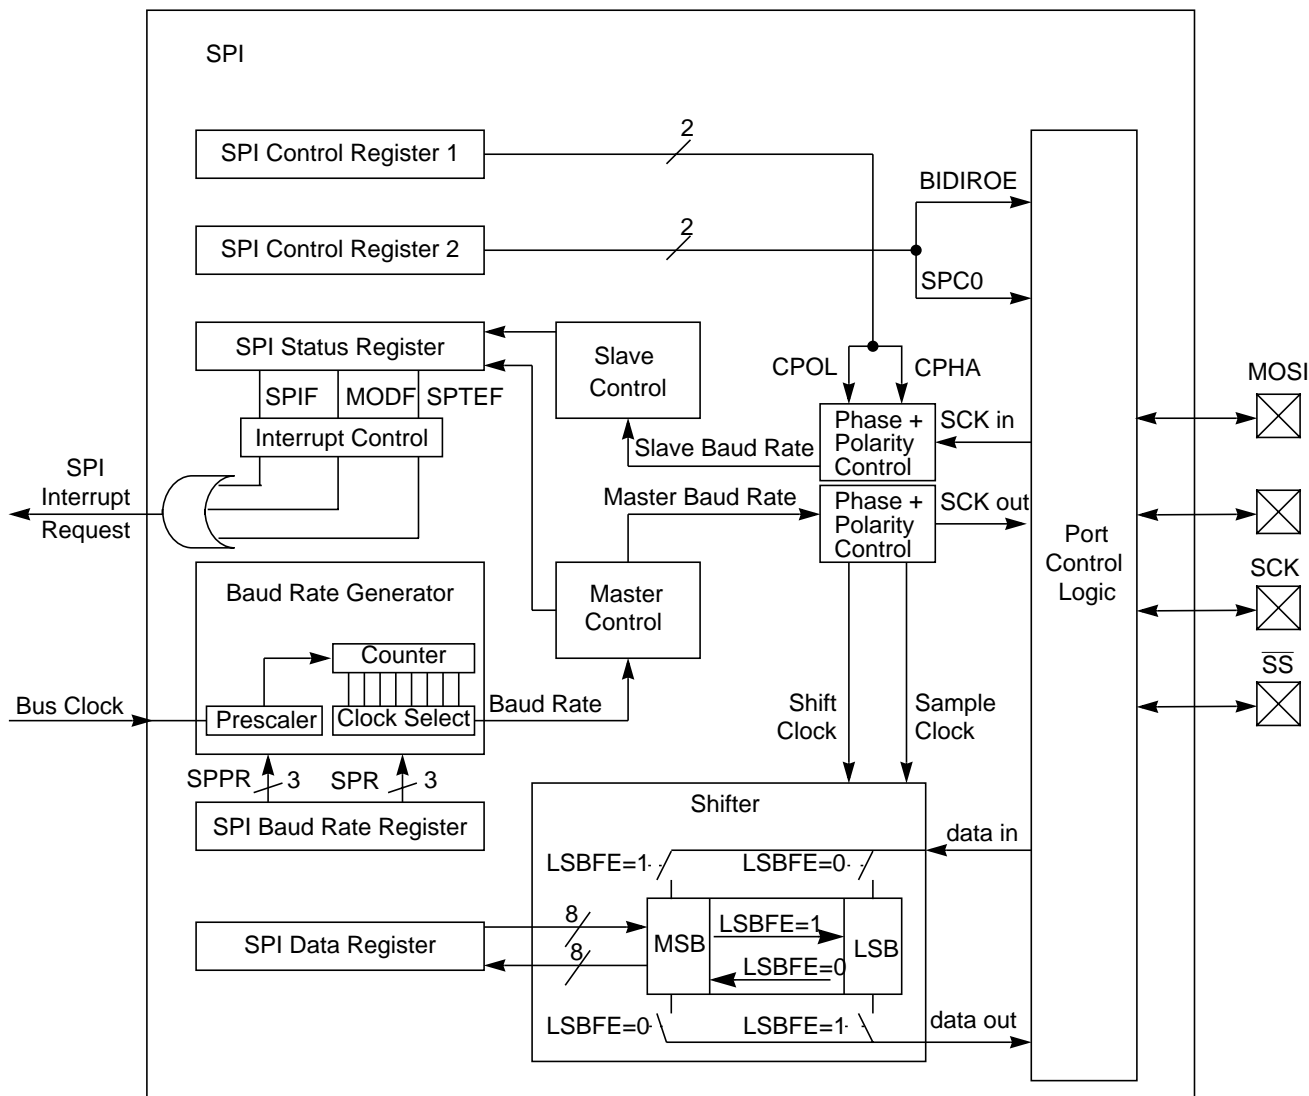 SPI
SPI Control Register 1
2
BIDIROE
SPI Control Register 2
2
SPC0
SPI Status Register
Slave
Control
CPOL
CPHA
MOSI
SPIF
MODF
SPTEF
Interrupt Control
Phase +
Polarity
Control
SCK in
Slave Baud Rate
SPI
Interrupt
Request
Master Baud Rate
Phase +
Polarity
Control
SCK out
Port
Control
Logic
SCK
Baud Rate Generator
Master
Control
Counter
SS
Bus Clock
Prescaler
Clock Select
Baud Rate
Shift
Clock
Sample
Clock
SPPR
3
SPR
3
SPI Baud Rate Register
Shifter
data in
LSBFE=1
LSBFE=0
SPI Data Register
8
8
MSB
LSBFE=1
LSBFE=0
LSB
LSBFE=0
LSBFE=1
data out